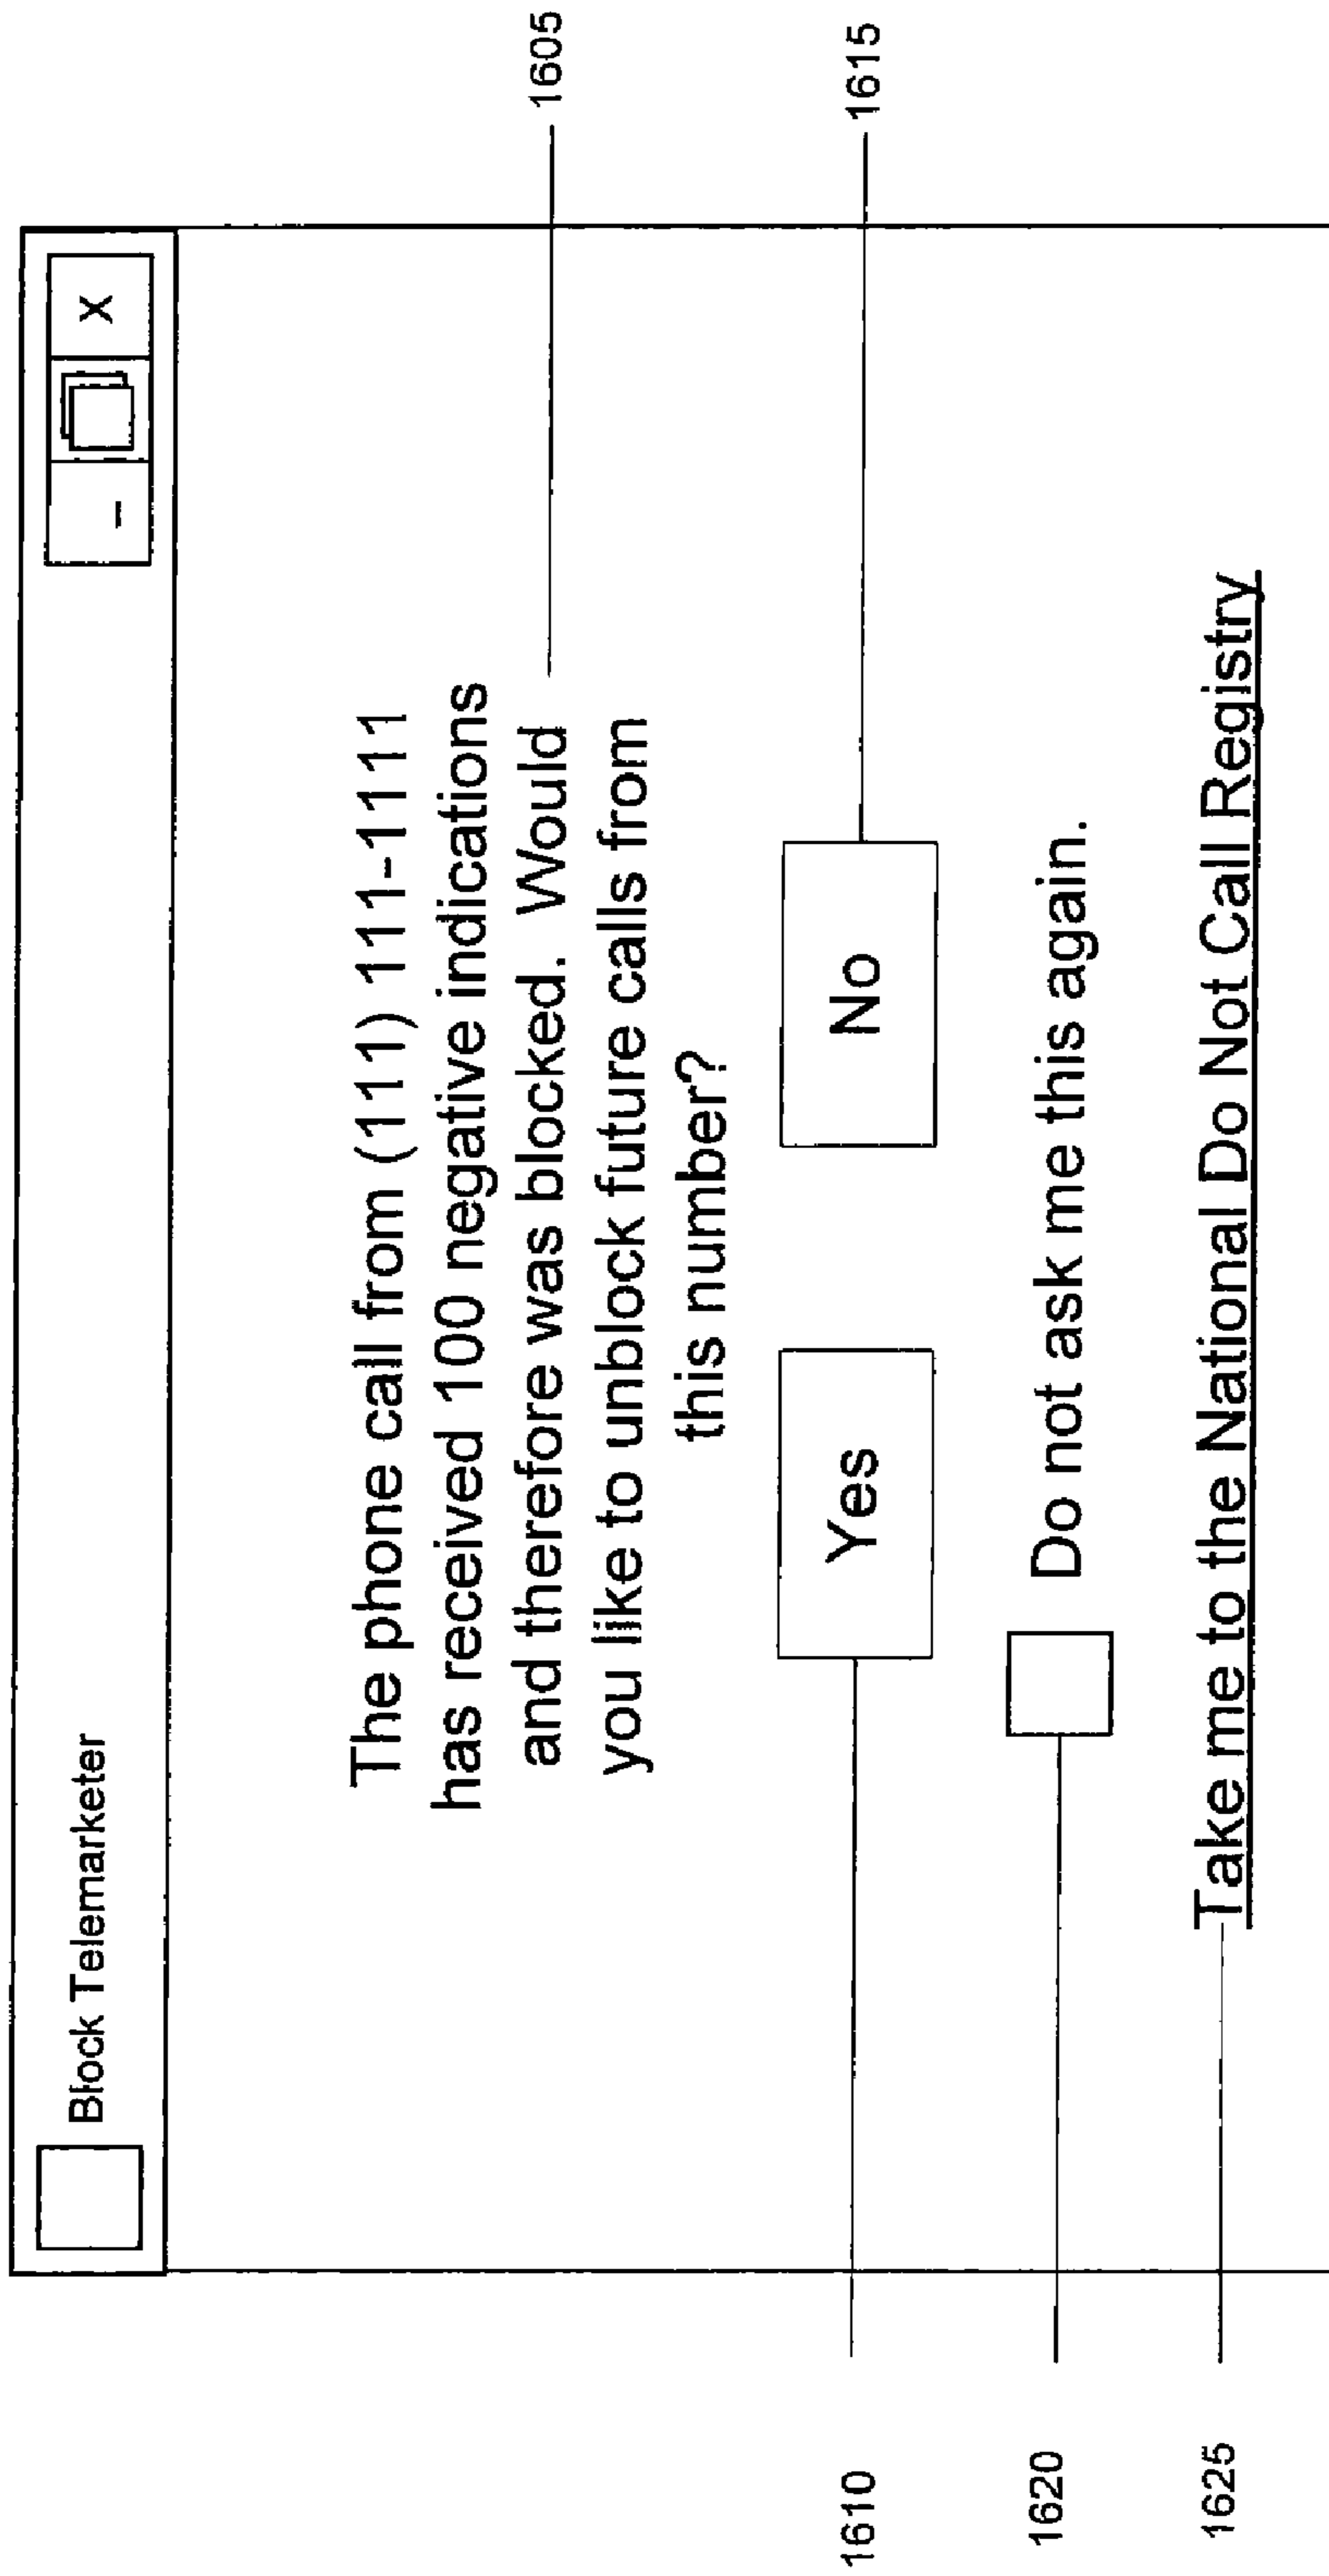 Block Telemarketer
- X
The phone call from (111) 111-1111
has received 100 negative indications
and therefore was blocked.  Would
you like to unblock future calls from
this number?
1605
Yes
No
1610
1615
Do not ask me this again.
1620
Take me to the National Do Not Call Registry
1625